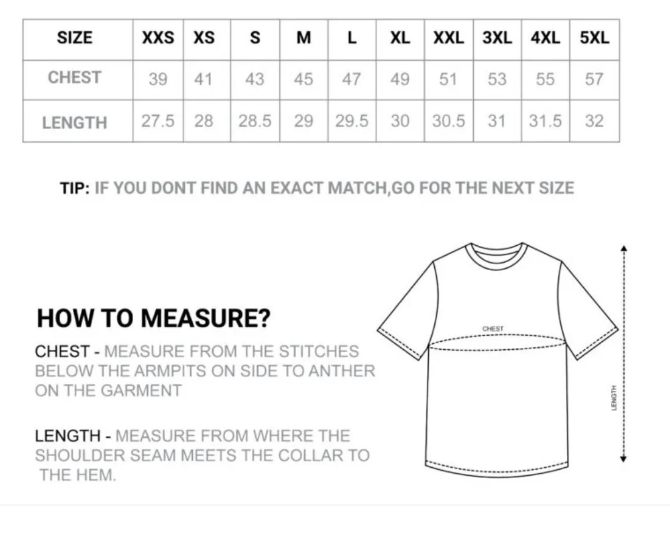 SIZE XXS XS S M L XL XXL 3XL 4XL 5XL
CHEST 39 41 43 45 47 49 51 53 55 57
LENGTH 27.5 28 28.5 29 29.5 30 30.5 31 31.5 32
TIP: IF YOU DONT FIND AN EXACT MATCH,GO FOR THE NEXT SIZE
HOW TO MEASURE?
CHEST - MEASURE FROM THE STITCHES
BELOW THE ARMPITS ON SIDE TO ANTHER
ON THE GARMENT
LENGTH - MEASURE FROM WHERE THE
SHOULDER SEAM MEETS THE COLLAR TO
THE HEM.
CHEST
LENGTH